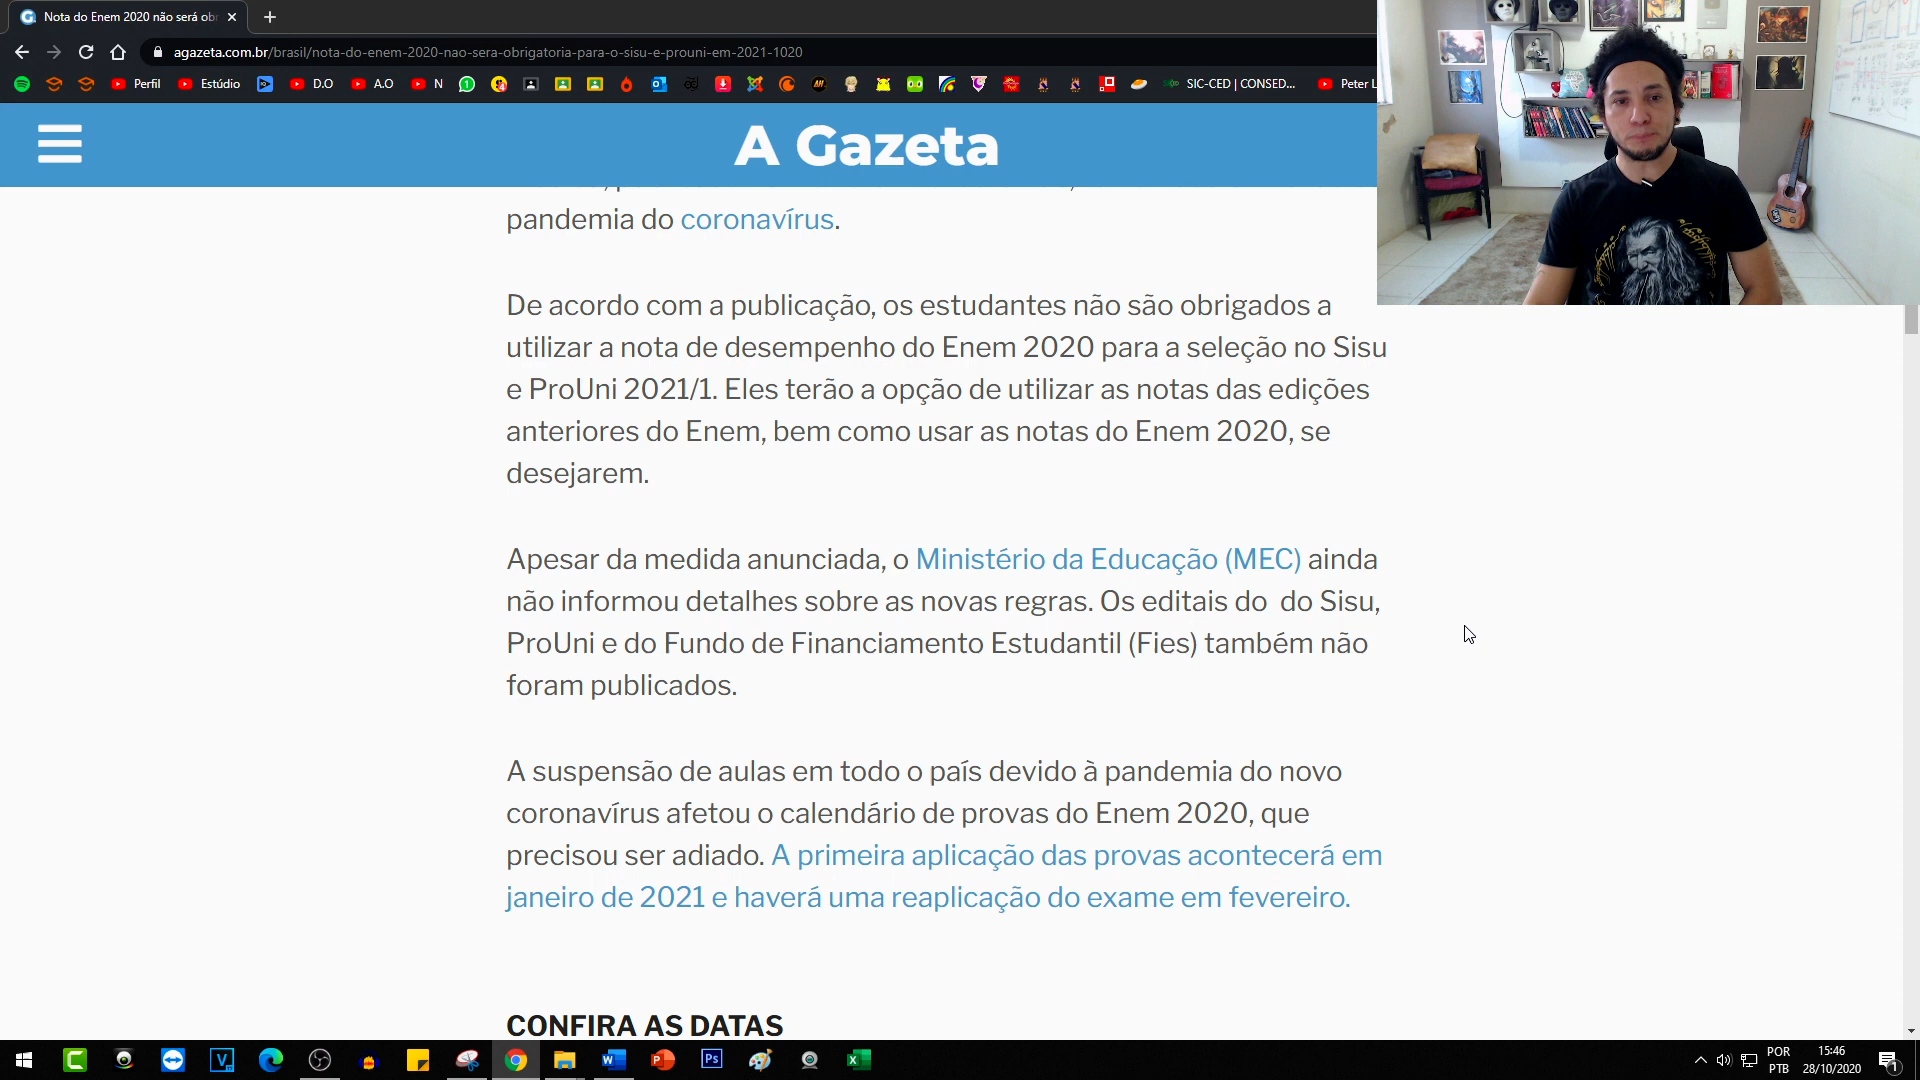 Nota do Enem 2020 não será obr
agazeta.com.br/brasil/nota-do-enem-2020-nao-sera-obrigatoria-para-o-sisu-e-prouni-em-2021-1020
Perfil
Estúdio
D.O
A.O
N
SIC-CED | CONSED...
Peter L
A Gazeta
pandemia do coronavírus.
De acordo com a publicação, os estudantes não são obrigados a
utilizar a nota de desempenho do Enem 2020 para a seleção no Sisu
e ProUni 2021/1. Eles terão a opção de utilizar as notas das edições
anteriores do Enem, bem como usar as notas do Enem 2020, se
desejarem.
Apesar da medida anunciada, o Ministério da Educação (MEC) ainda
não informou detalhes sobre as novas regras. Os editais do  do Sisu,
ProUni e do Fundo de Financiamento Estudantil (Fies) também não
foram publicados.
A suspensão de aulas em todo o país devido à pandemia do novo
coronavírus afetou o calendário de provas do Enem 2020, que
precisou ser adiado. A primeira aplicação das provas acontecerá em
janeiro de 2021 e haverá uma reaplicação do exame em fevereiro.
CONFIRA AS DATAS
POR
PTB
15:46
28/10/2020